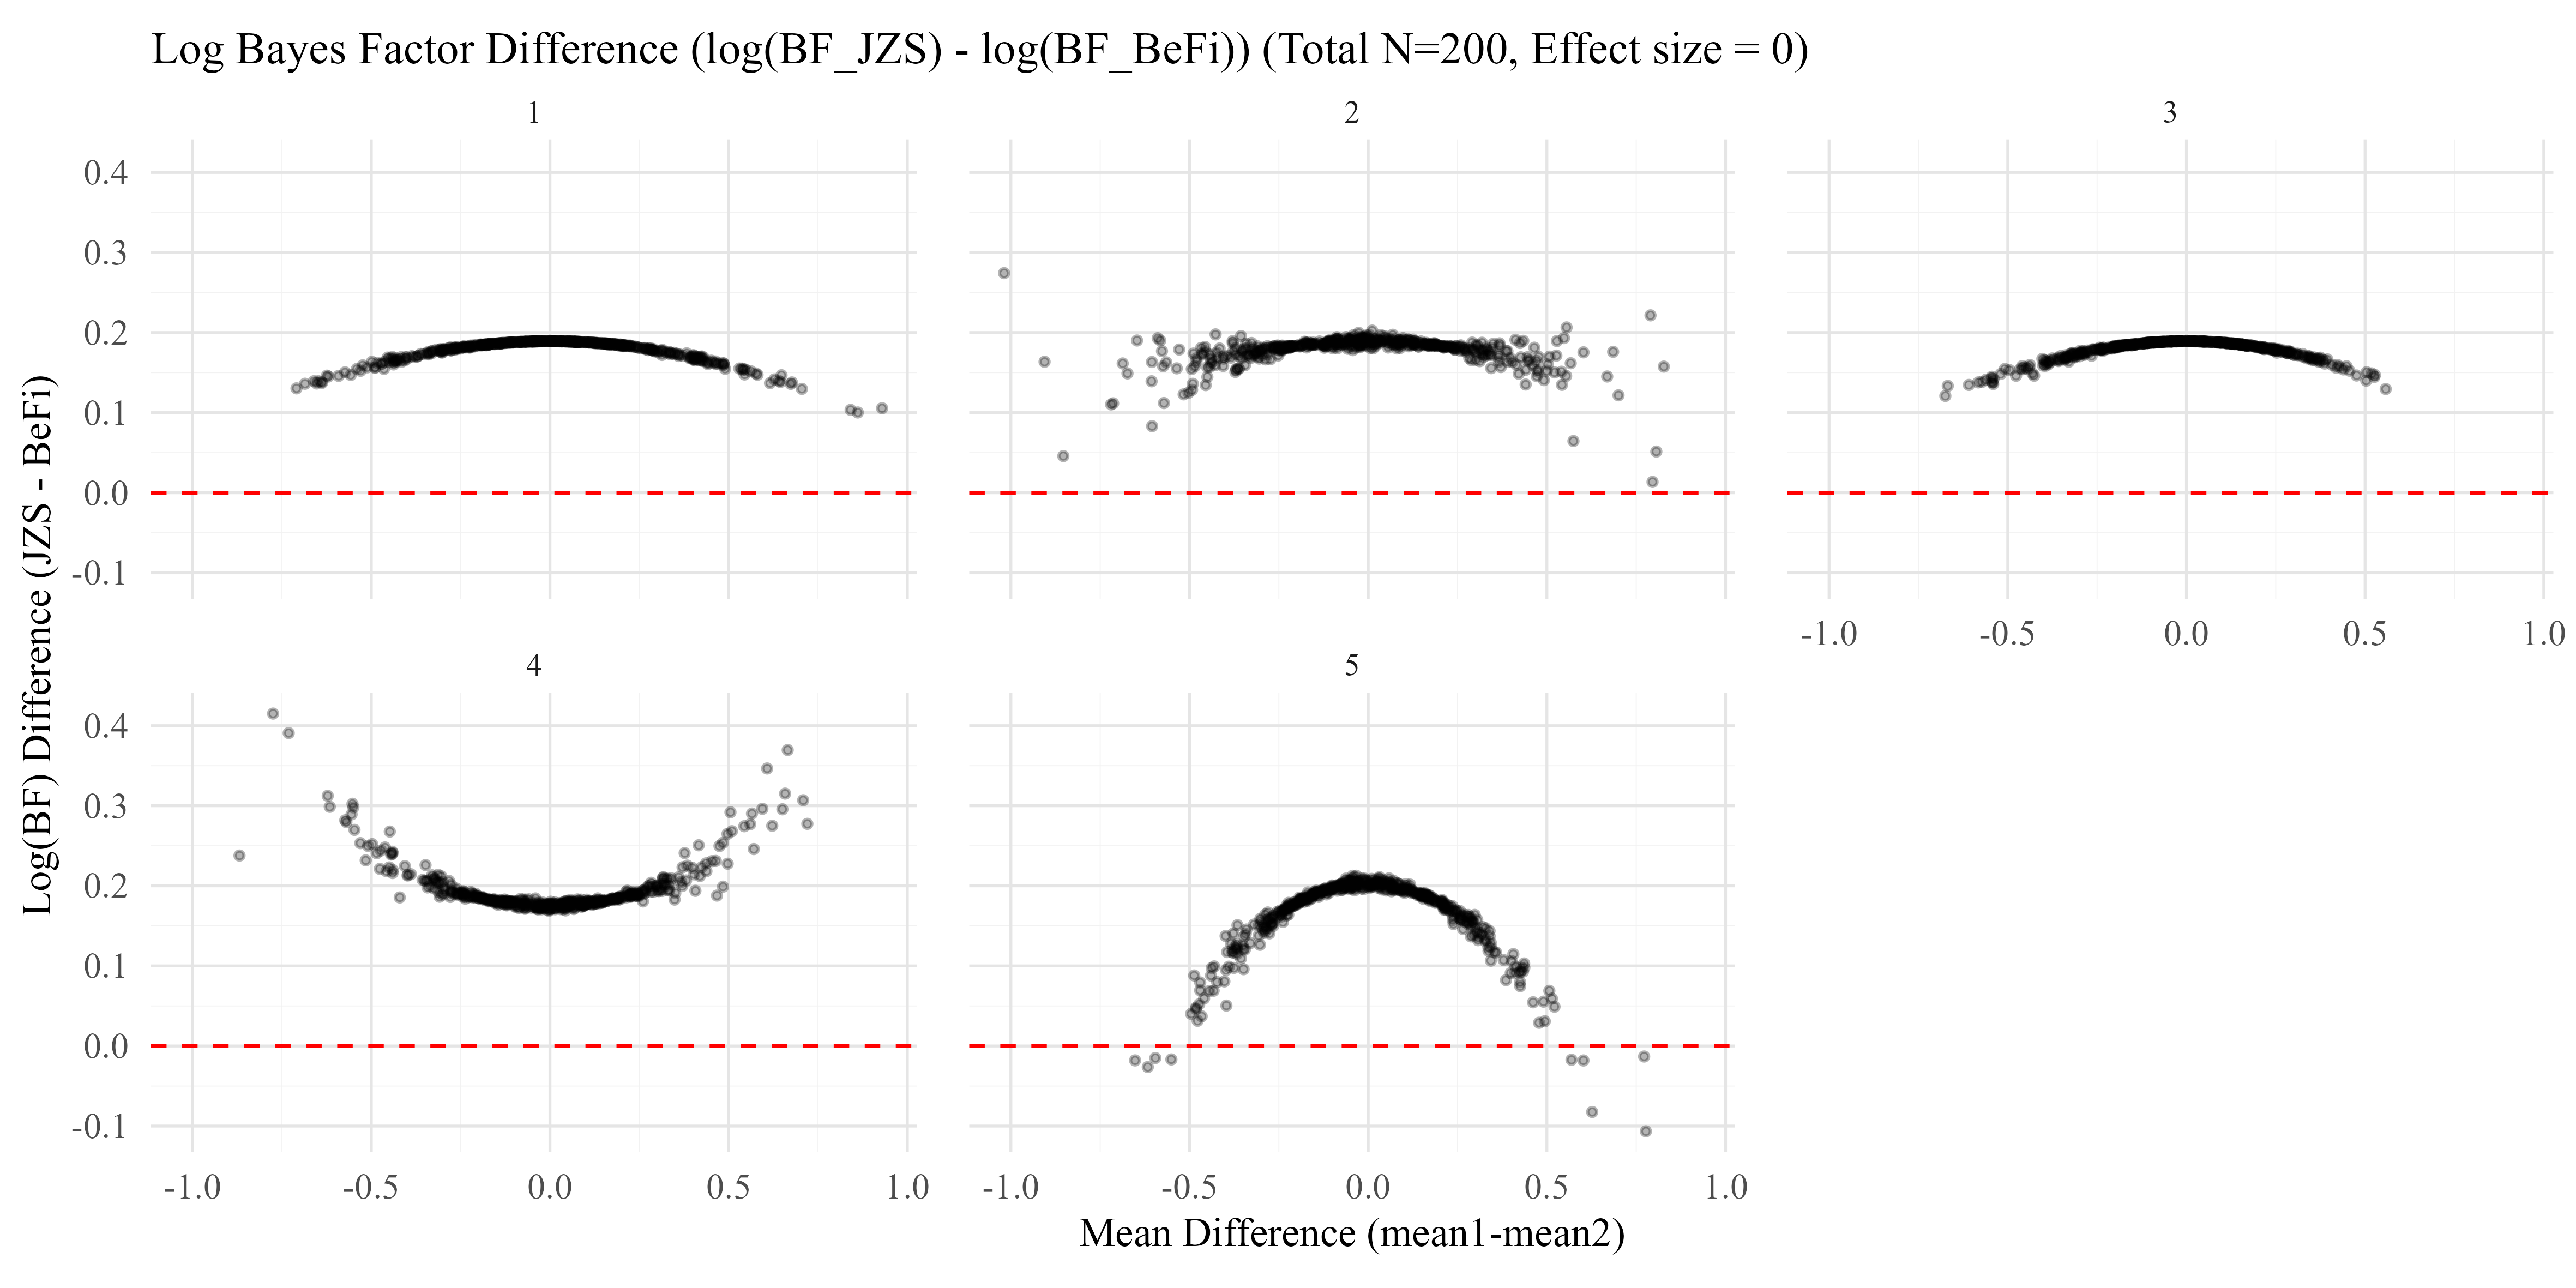 Log Bayes Factor Difference (log(BF_JZS) - log(BF_BeFi)) (Total N=200, Effect size = 0)
1
2
3
0.4
0.3
0.2
0.1
0.0
-0.1
-1.0 -0.5 0.0 0.5 1.0
4
5
0.4
0.3
0.2
0.1
0.0
-0.1
-1.0 -0.5 0.0 0.5 1.0
-1.0 -0.5 0.0 0.5 1.0
Log(BF) Difference (JZS - BeFi)
Mean Difference (mean1-mean2)